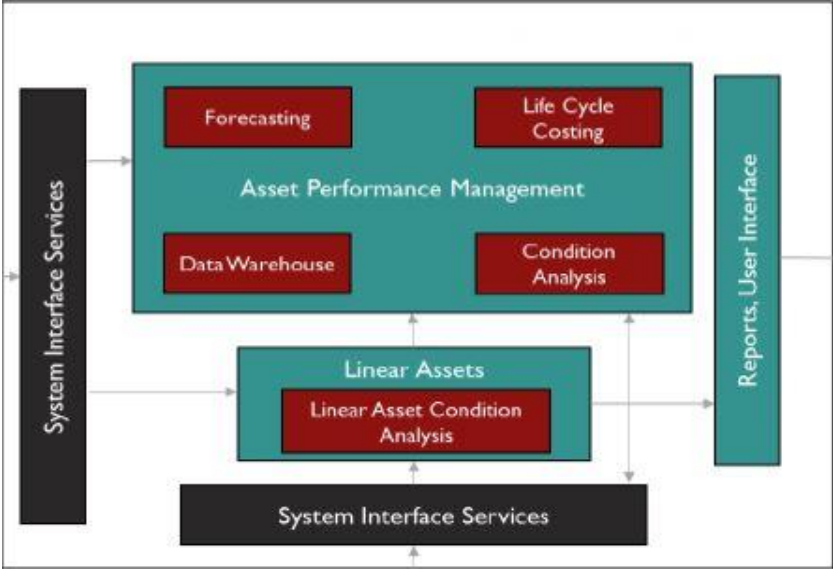 System Interface Services
Forecasting
Life Cycle
Costing
Asset Performance Management
Data Warehouse
Condition
Analysis
Reports, User Interface
Linear Assets
Linear Asset Condition
Analysis
System Interface Services